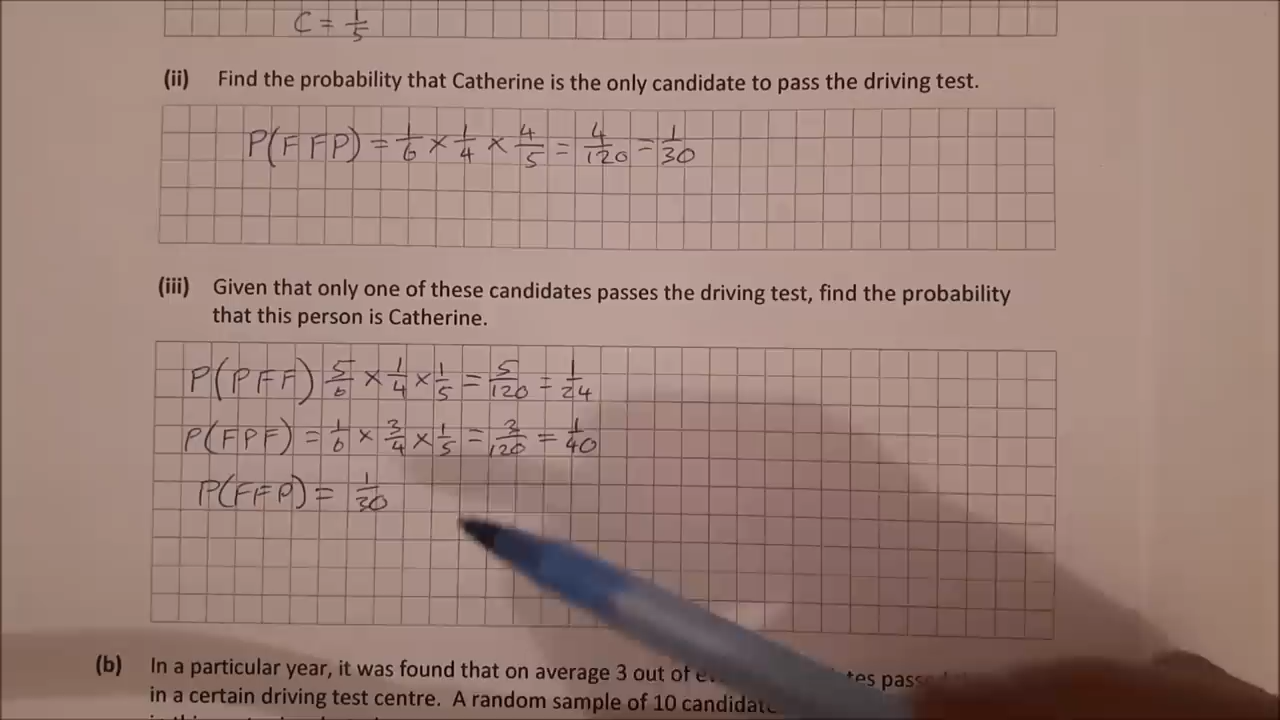 C = 1/5
(ii) Find the probability that Catherine is the only candidate to pass the driving test.
P(FFP) = 1/6 × 1/4 × 4/5 = 4/120 = 1/30
(iii) Given that only one of these candidates passes the driving test, find the probability
that this person is Catherine.
P(PFF) 5/6 × 1/4 × 1/5 = 5/120 = 1/24
P(FPF) = 1/6 × 3/4 × 1/5 = 3/120 = 1/40
P(FFP) = 1/30
(b) In a particular year, it was found that on average 3 out of
in a certain driving test centre. A random sample of 10